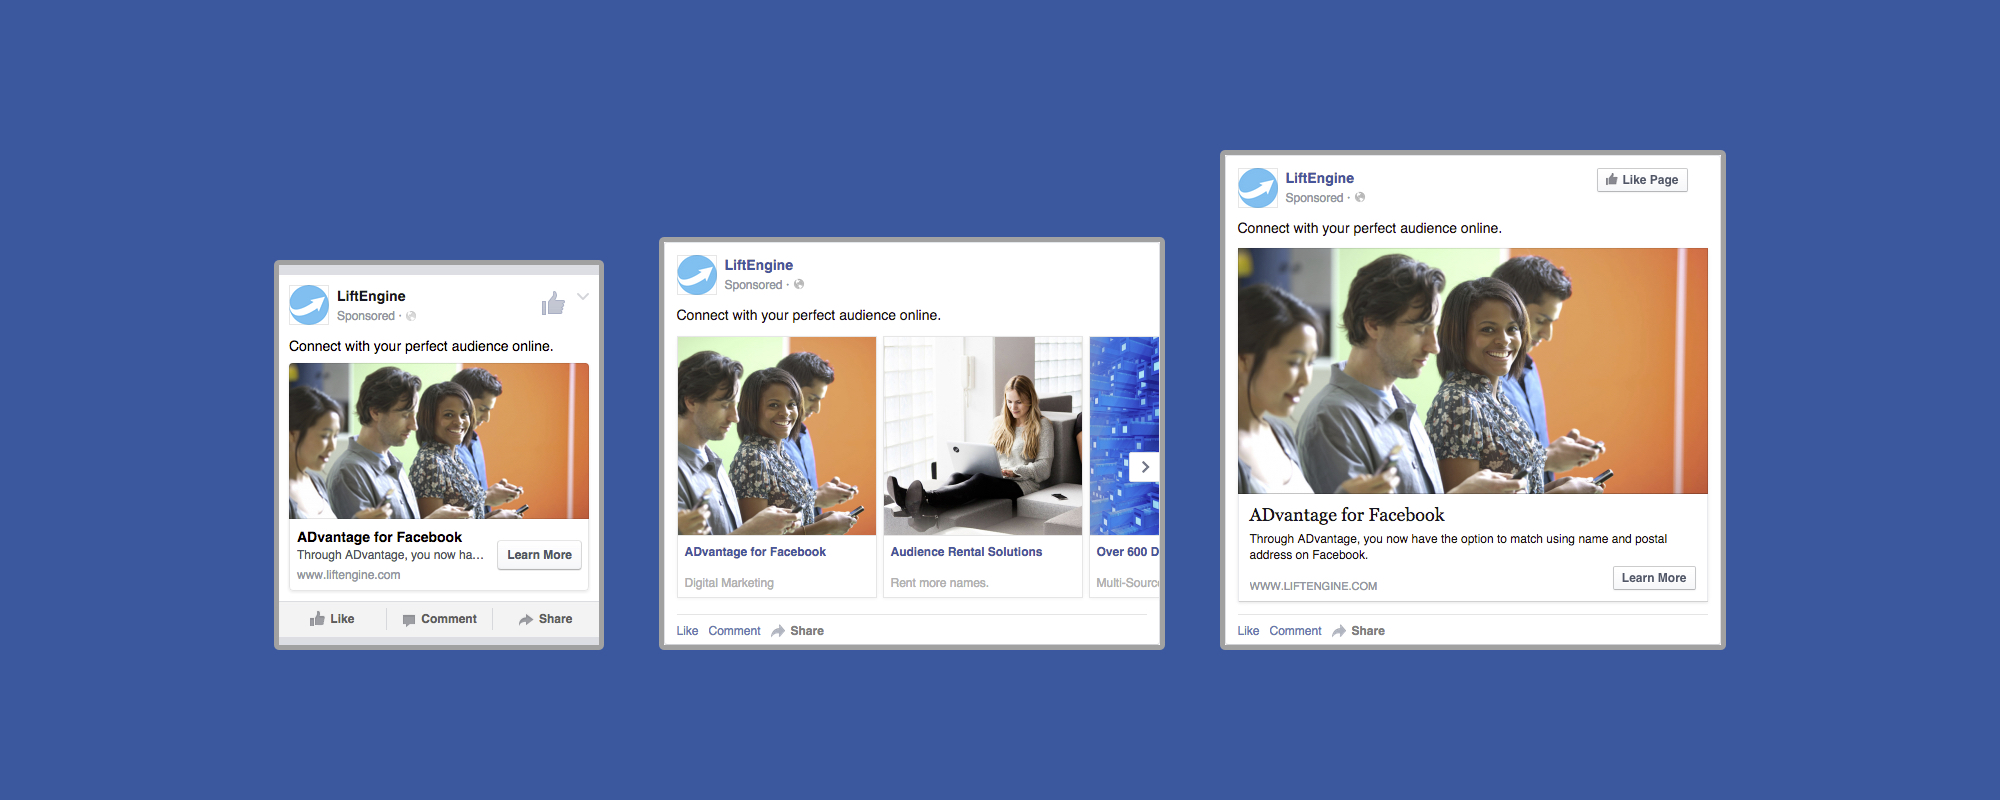 LiftEngine
Sponsored ·
Connect with your perfect audience online.
ADvantage for Facebook
Through ADvantage, you now ha...
www.liftengine.com
Learn More
Like
Comment
Share
LiftEngine
Sponsored ·
Connect with your perfect audience online.
ADvantage for Facebook
Digital Marketing
Audience Rental Solutions
Rent more names.
Over 600 D
Multi-Source
Like Comment Share
LiftEngine
Sponsored ·
Like Page
Connect with your perfect audience online.
ADvantage for Facebook
Through ADvantage, you now have the option to match using name and postal
address on Facebook.
WWW.LIFTENGINE.COM
Learn More
Like Comment Share